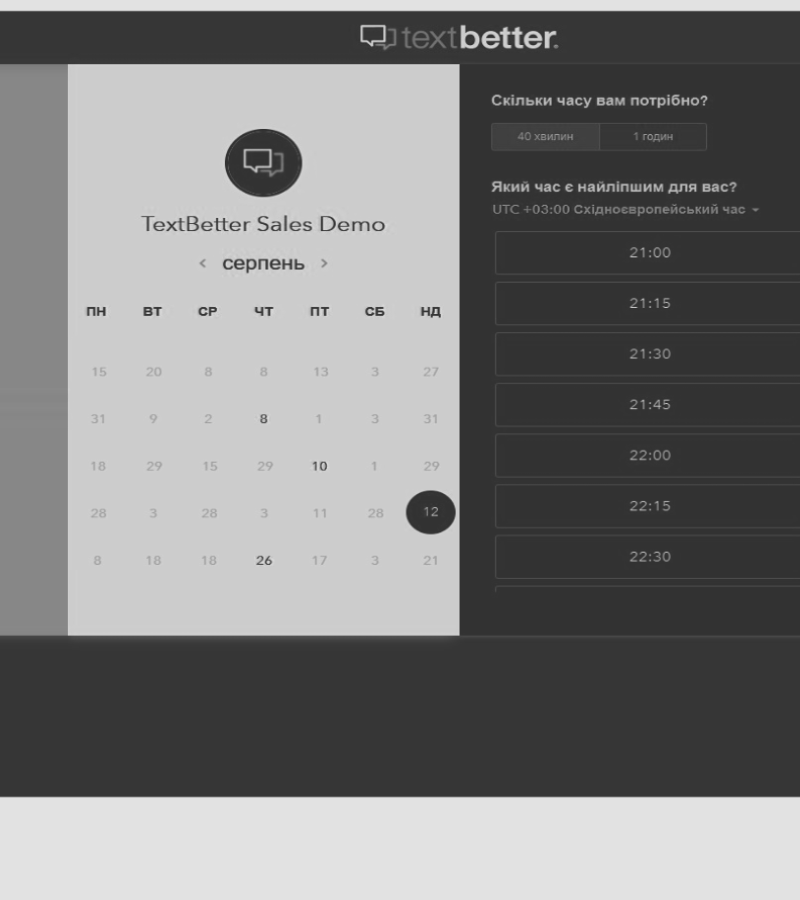 textbetter.
TextBetter Sales Demo
< серпень >
ПН ВТ СР ЧТ ПТ СБ НД
15 20 8 8 13 3 27
31 9 2 8 1 3 31
18 29 15 29 10 1 29
28 3 28 3 11 28 12
8 18 18 26 17 3 21
Скільки часу вам потрібно?
40 хвилин 1 годин
Який час є найліпшим для вас?
UTC +03:00 Східноєвропейський час
21:00
21:15
21:30
21:45
22:00
22:15
22:30